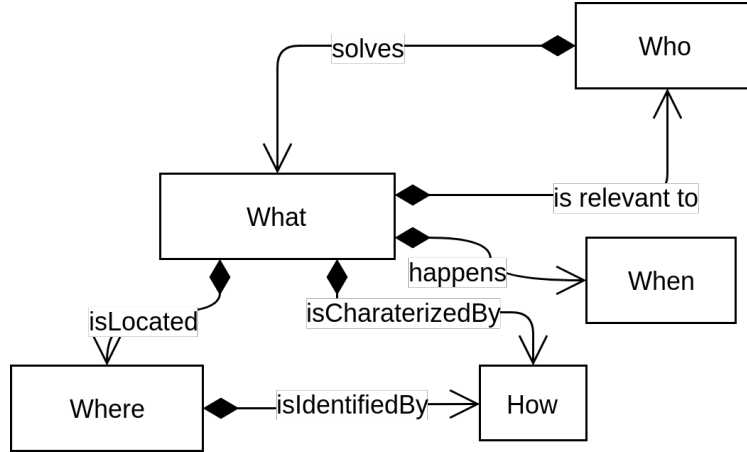 Who
solves
is relevant to
What
happens
When
isLocated
isCharaterizedBy
Where
isIdentifiedBy
How